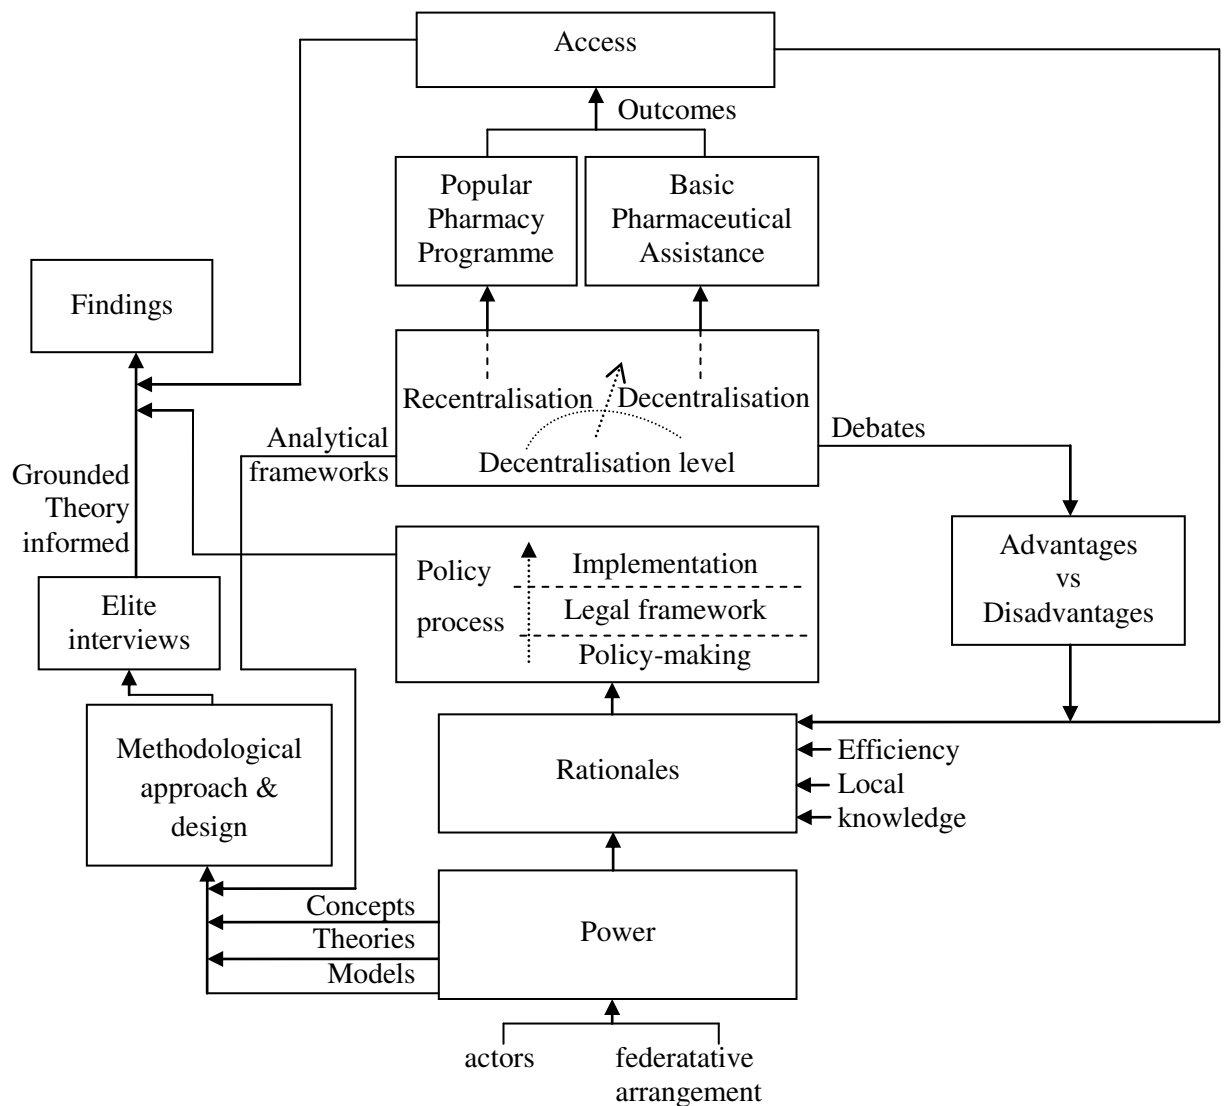 Access
Outcomes
Popular
Pharmacy
Programme
Basic
Pharmaceutical
Assistance
Findings
Recentralisation
Decentralisation
Decentralisation level
Analytical
frameworks
Debates
Grounded
Theory
informed
Advantages
vs
Disadvantages
Policy
process
Implementation
Legal framework
Policy-making
Elite
interviews
Methodological
approach &
design
Rationales
Efficiency
Local
knowledge
Concepts
Theories
Models
Power
actors
federatative
arrangement